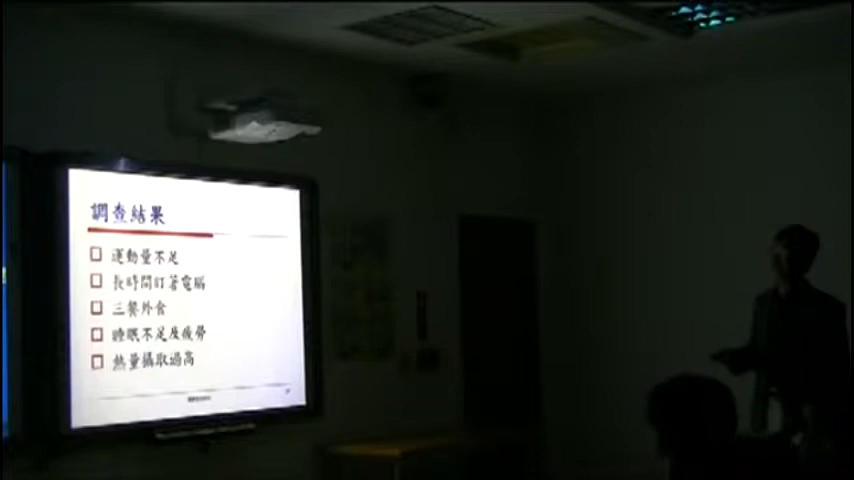 調查結果
運動量不足
長時間盯著電腦
三餐外食
睡眠不足及疲勞
熱量攝取過高